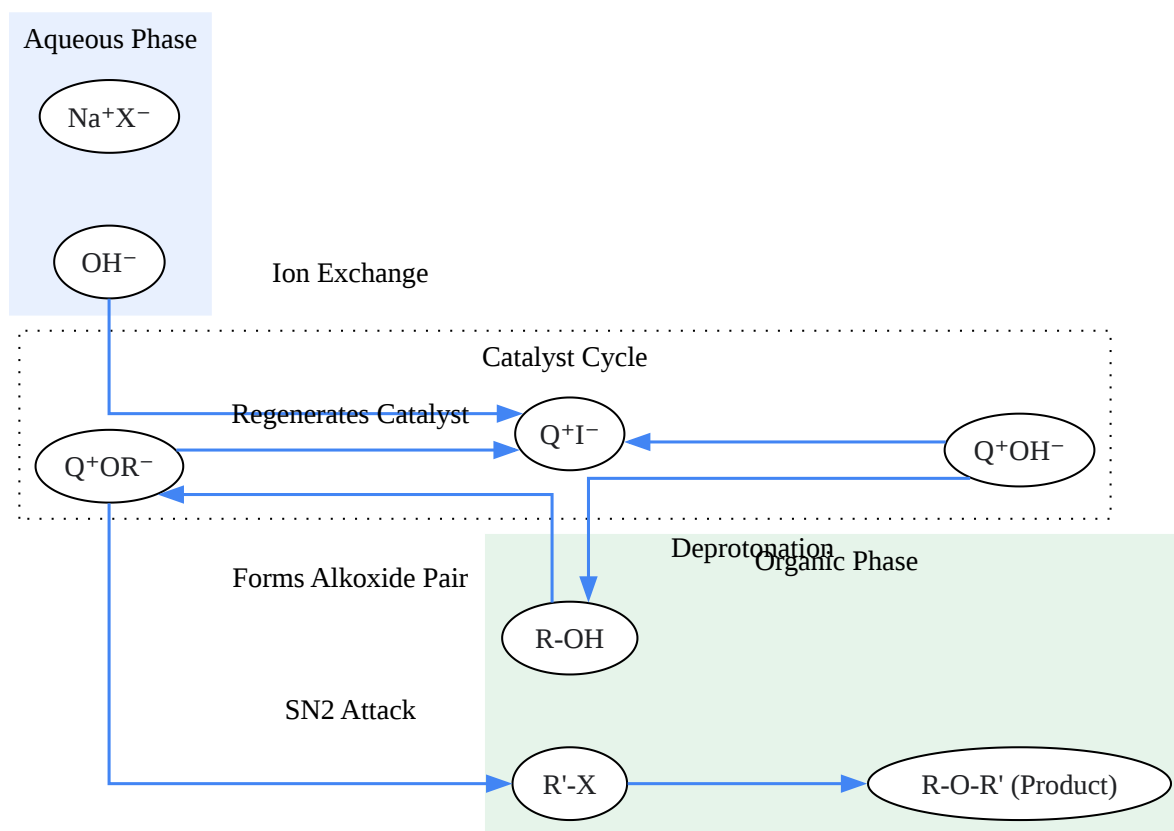 Aqueous Phase
Na⁺X⁻
OH⁻
Ion Exchange
Catalyst Cycle
Regenerates Catalyst
Q⁺I⁻
Q⁺OR⁻
Q⁺OH⁻
Deprotonation
Organic Phase
Forms Alkoxide Pair
R-OH
SN2 Attack
R'-X
R-O-R' (Product)